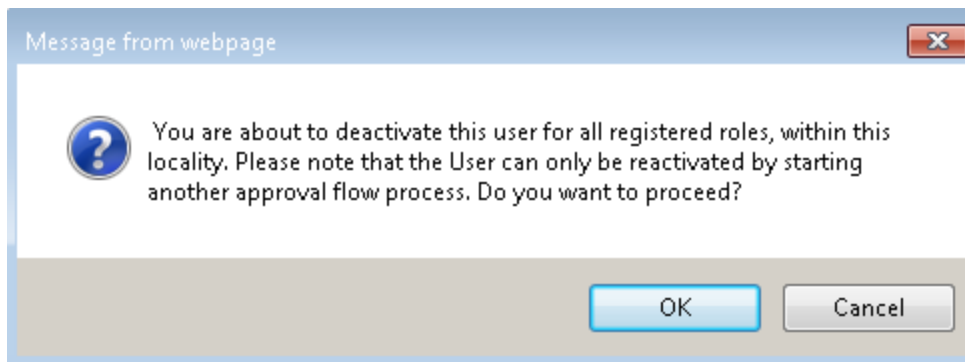 Message from webpage
You are about to deactivate this user for all registered roles, within this
locality. Please note that the User can only be reactivated by starting
another approval flow process. Do you want to proceed?
OK
Cancel